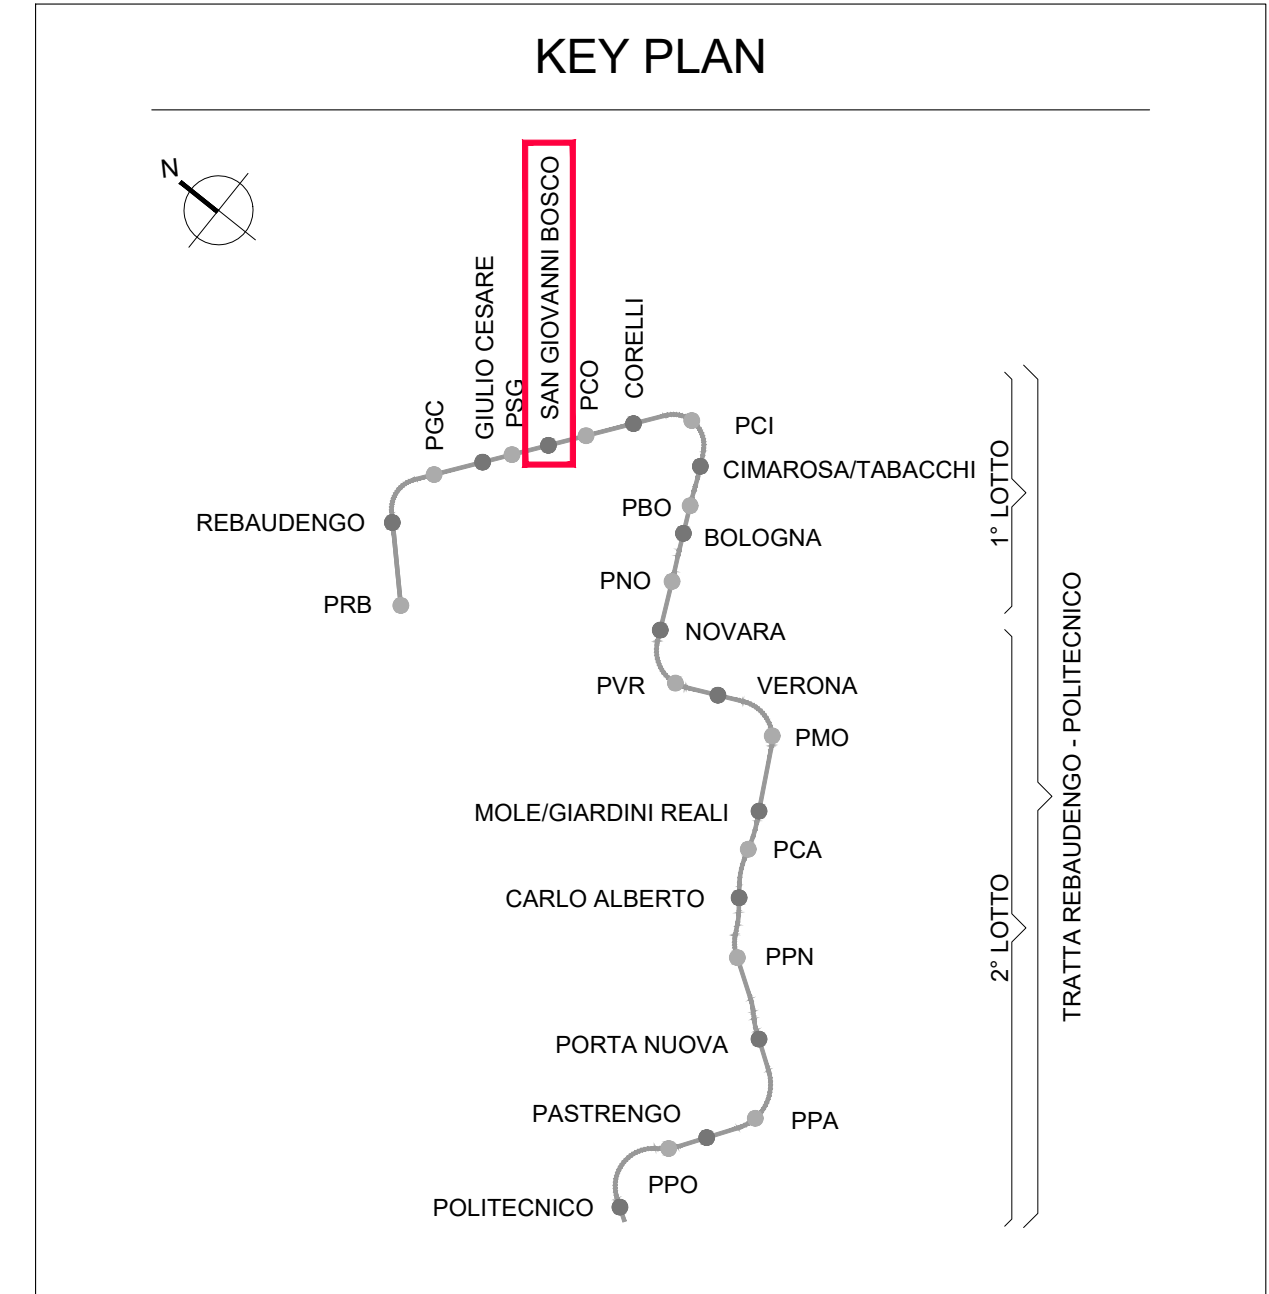 KEY PLAN
N
PGC
GIULIO CESARE
PSG
SAN GIOVANNI BOSCO
PCO
CORELLI
PCI
CIMAROSA/TABACCHI
PBO
BOLOGNA
REBAUDENGO
PRB
PNO
NOVARA
PVR
VERONA
PMO
MOLE/GIARDINI REALI
PCA
CARLO ALBERTO
PPN
PORTA NUOVA
PASTRENGO
PPA
PPO
POLITECNICO
1° LOTTO
2° LOTTO
TRATTA REBAUDENGO - POLITECNICO